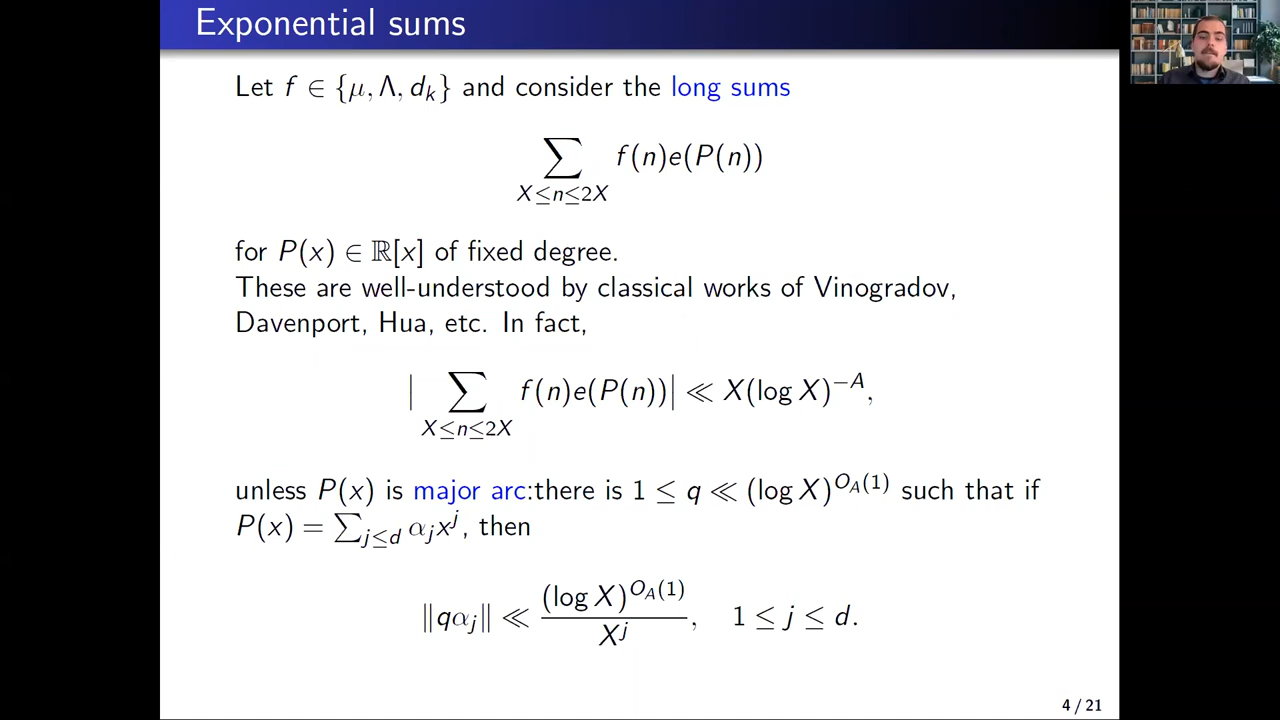 Exponential sums
Let f ∈ {μ, Λ, d_k} and consider the long sums
∑_{X≤n≤2X} f(n)e(P(n))
for P(x) ∈ ℝ[x] of fixed degree.
These are well-understood by classical works of Vinogradov,
Davenport, Hua, etc. In fact,
|∑_{X≤n≤2X} f(n)e(P(n))| ≪ X(log X)^{−A},
unless P(x) is major arc:there is 1 ≤ q ≪ (log X)^{O_A(1)} such that if
P(x) = ∑_{j≤d} α_j x^j, then
‖qα_j‖ ≪ (log X)^{O_A(1)} / X^j, 1 ≤ j ≤ d.
4 / 21